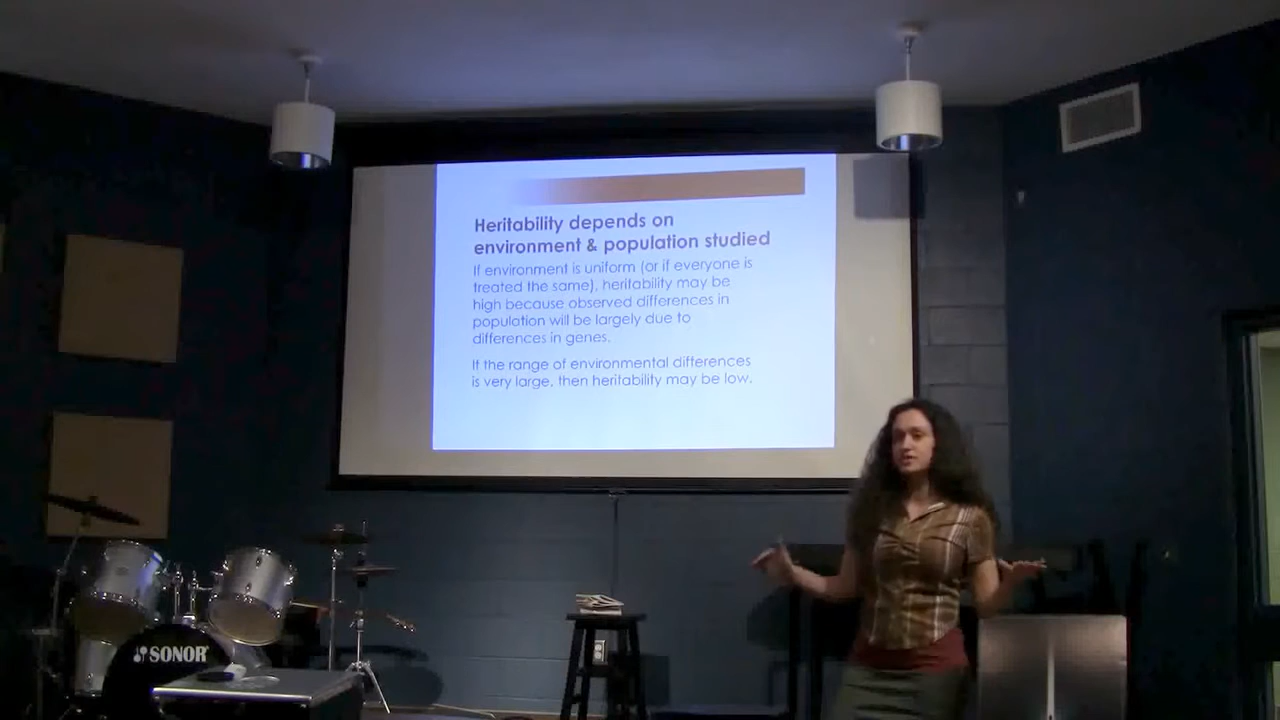 Heritability depends on
environment & population studied
If environment is uniform (or if everyone is
treated the same), heritability may be
high because observed differences in
population will be largely due to
differences in genes.
If the range of environmental differences
is very large, then heritability may be low.
SONOR